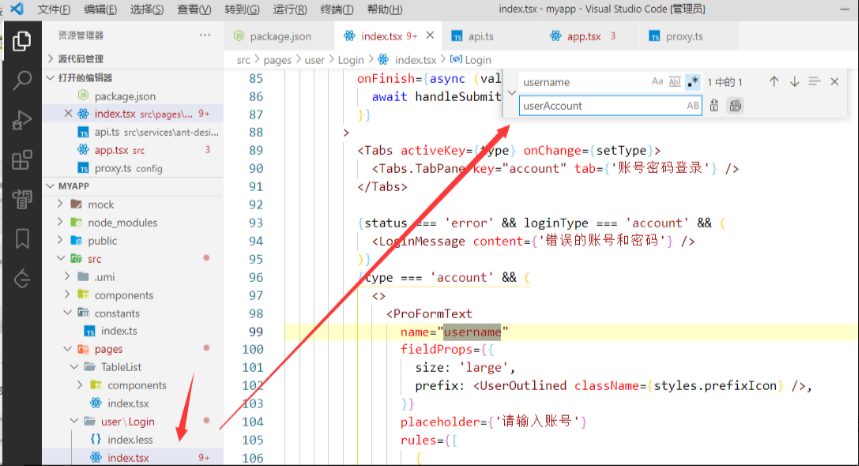 文件(F) 编辑(E) 选择(S) 查看(V) 转到(G) 运行(R) 终端(T) 帮助(H) index.tsx - myapp - Visual Studio Code [管理员]
资源管理器 ...
源代码管理
打开的编辑器
package.json
index.tsx src\pages\... 9+
api.ts src\services\ant-desi...
app.tsx src 3
proxy.ts config
MYAPP
mock
node_modules
public
src
.umi
components
constants
index.ts
pages
TableList
components
index.tsx
user\Login
index.less
index.tsx 9+
package.json index.tsx 9+ api.ts app.tsx 3 proxy.ts
src > pages > user > Login > index.tsx > Login
username Aa Abl .* 1 中的 1
userAccount AB
85 onFinish={async (val
86 await handleSubmit
87 )}
88 >
89 <Tabs activeKey={type} onChange={setType}>
90 <Tabs.TabPane key="account" tab={'账号密码登录'} />
91 </Tabs>
92
93 {status === 'error' && loginType === 'account' && (
94 <LoginMessage content={'错误的账号和密码'} />
95 )}
96 {type === 'account' && (
97 <>
98 <ProFormText
99 name="username"
100 fieldProps={{
101 size: 'large',
102 prefix: <UserOutlined className={styles.prefixIcon} />,
103 }}
104 placeholder={'请输入账号'}
105 rules={[
106 {